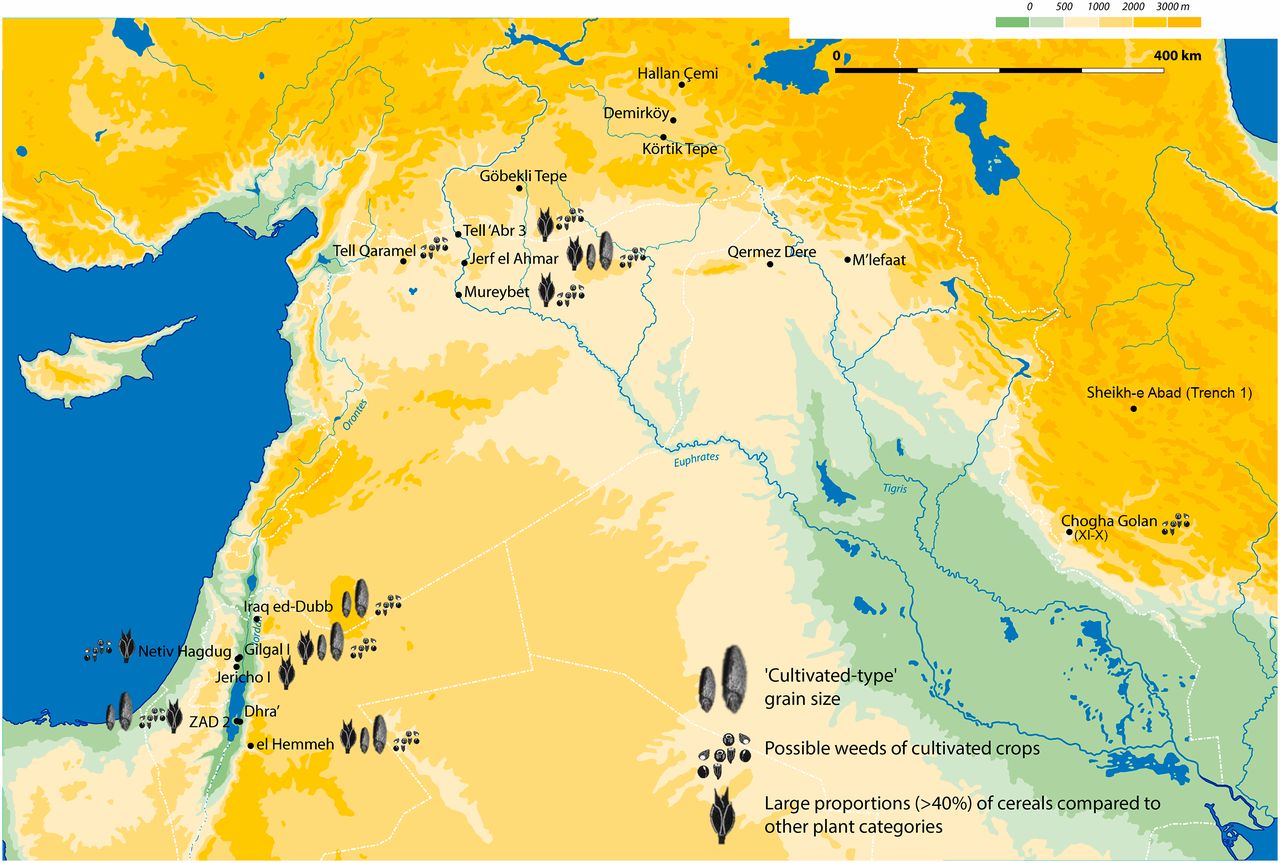 0 500 1000 2000 3000 m
0 400 km
Hallan Çemi
Demirköy
Körtik Tepe
Göbekli Tepe
Tell 'Abr 3
Tell Qaramel
Jerf el Ahmar
Qermez Dere
M'lefaat
Mureybet
Sheikh-e Abad (Trench 1)
Orontes
Euphrates
Tigris
Chogha Golan
(XI-X)
Iraq ed-Dubb
Jordan
Netiv Hagdug
Gilgal I
Jericho I
ZAD 2
Dhra'
el Hemmeh
'Cultivated-type'
grain size
Possible weeds of cultivated crops
Large proportions (>40%) of cereals compared to
other plant categories